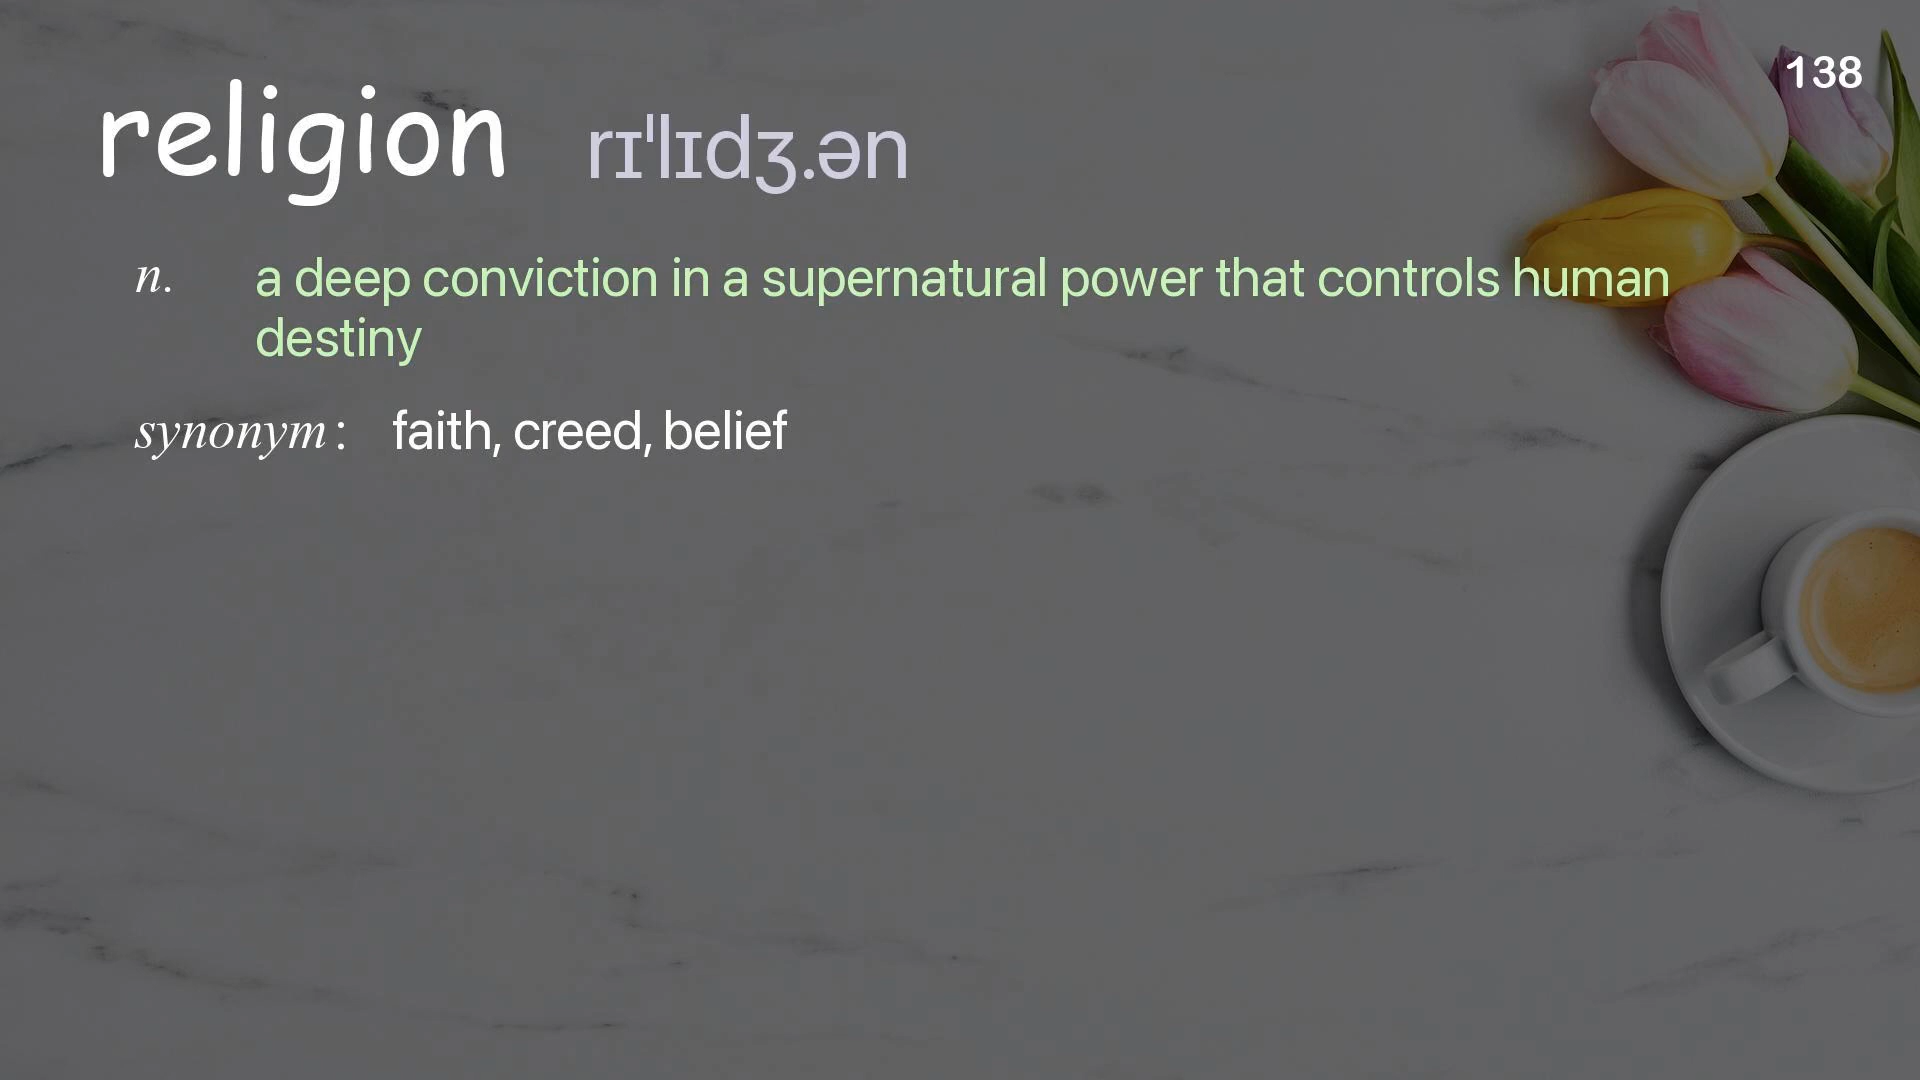 138
religion rɪˈlɪdʒ.ən
n. a deep conviction in a supernatural power that controls human
destiny
synonym: faith, creed, belief